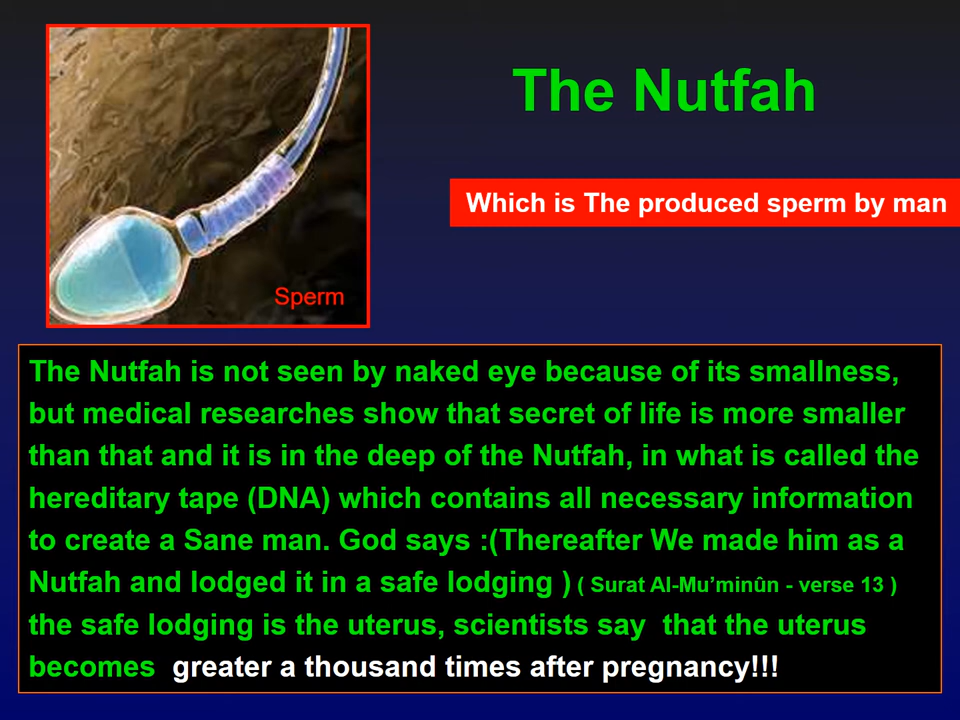 The Nutfah
Which is The produced sperm by man
Sperm
The Nutfah is not seen by naked eye because of its smallness,
but medical researches show that secret of life is more smaller
than that and it is in the deep of the Nutfah, in what is called the
hereditary tape (DNA) which contains all necessary information
to create a Sane man. God says :(Thereafter We made him as a
Nutfah and lodged it in a safe lodging ) ( Surat Al-Mu’minûn - verse 13 )
the safe lodging is the uterus, scientists say  that the uterus
becomes  greater a thousand times after pregnancy!!!